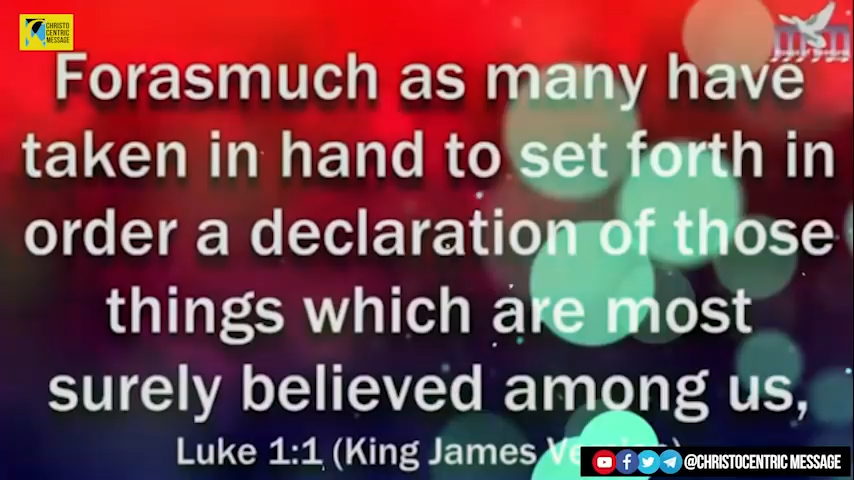 CHRISTO
CENTRIC
MESSAGE
Forasmuch as many have
taken in hand to set forth in
order a declaration of those
things which are most
surely believed among us,
Luke 1:1 (King James Version)
@CHRISTOCENTRIC MESSAGE